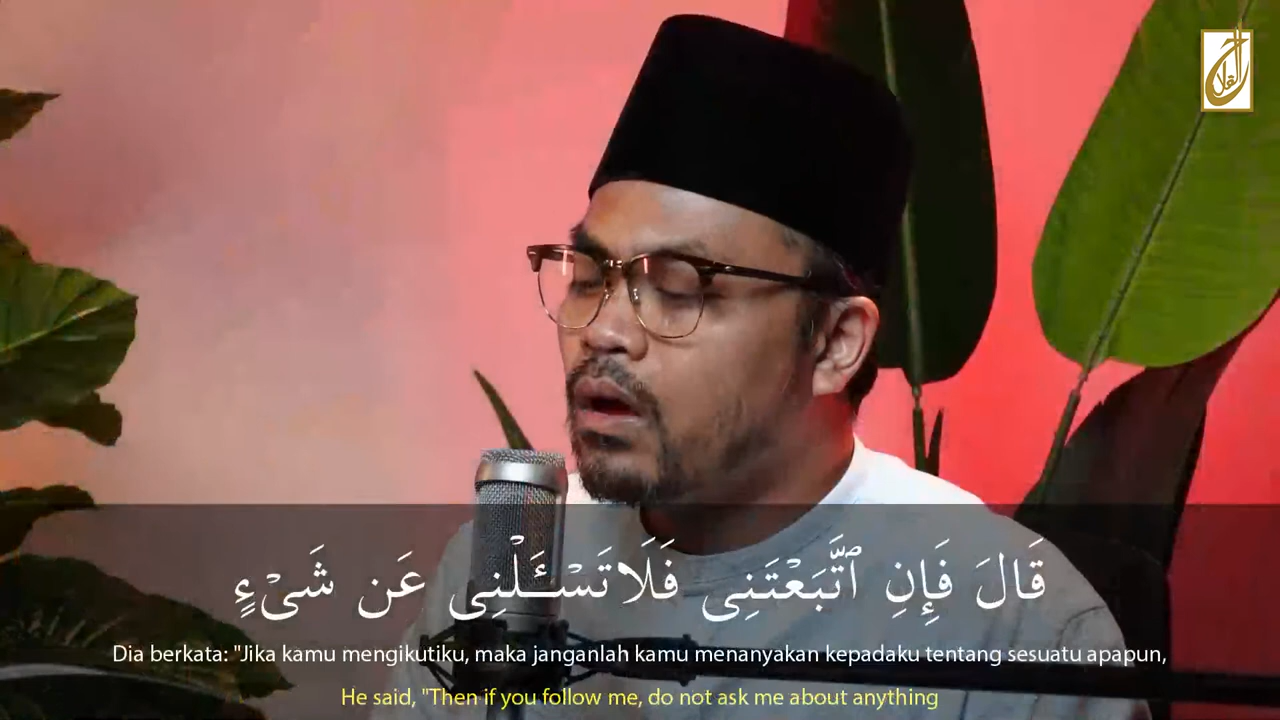 قَالَ فَإِنِ ٱتَّبَعْتَنِى فَلَا تَسْـَٔلْنِى عَن شَىْءٍ
Dia berkata: "Jika kamu mengikutiku, maka janganlah kamu menanyakan kepadaku tentang sesuatu apapun,
He said, "Then if you follow me, do not ask me about anything